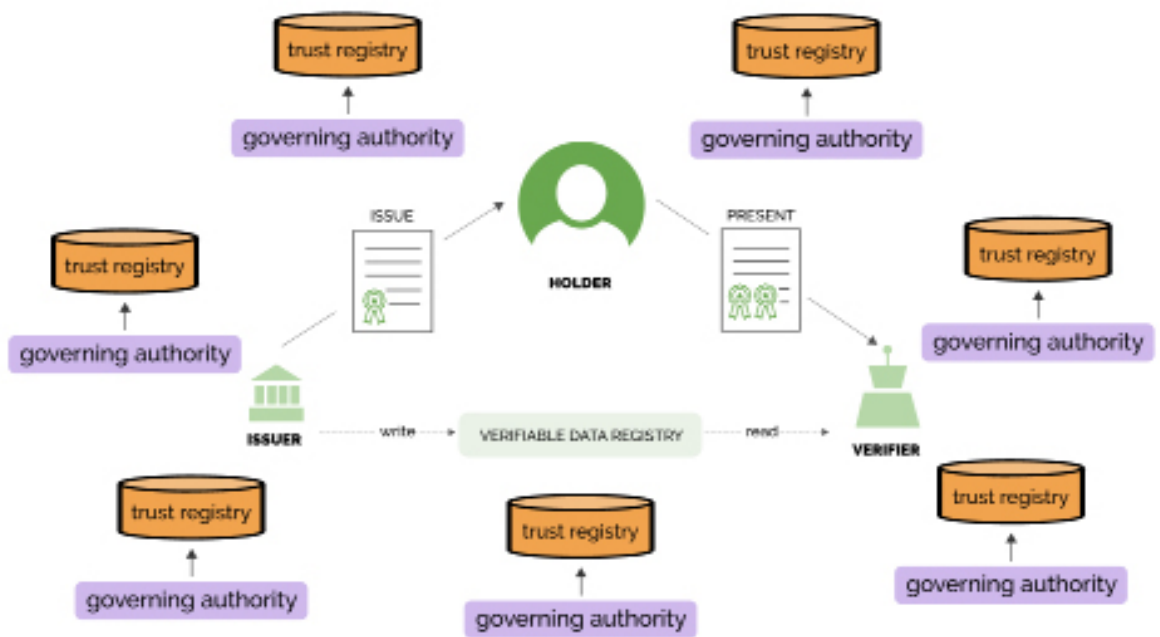 trust registry
trust registry
governing authority
governing authority
ISSUE
PRESENT
trust registry
trust registry
HOLDER
governing authority
governing authority
ISSUER
write
VERIFIABLE DATA REGISTRY
read
VERIFIER
trust registry
trust registry
trust registry
governing authority
governing authority
governing authority